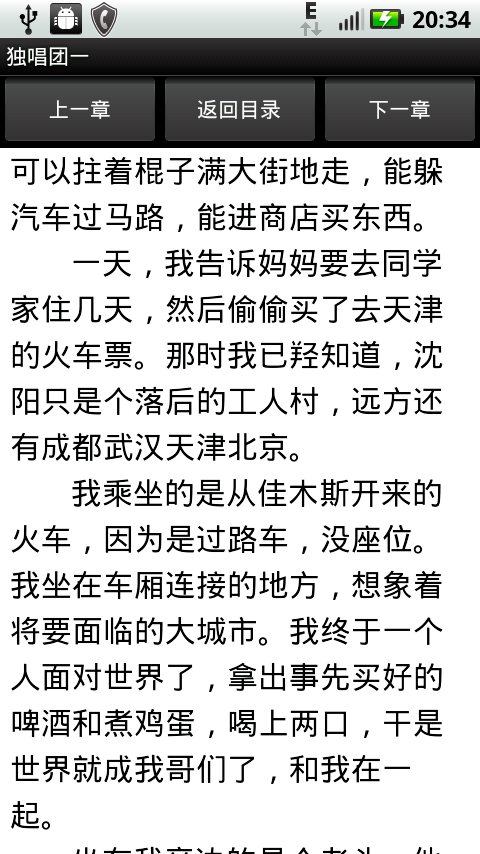 E
20:34
独唱团一
上一章
返回目录
下一章
可以拄着棍子满大街地走，能躲
汽车过马路，能进商店买东西。
一天，我告诉妈妈要去同学
家住几天，然后偷偷买了去天津
的火车票。那时我已羟知道，沈
阳只是个落后的工人村，远方还
有成都武汉天津北京。
我乘坐的是从佳木斯开来的
火车，因为是过路车，没座位。
我坐在车厢连接的地方，想象着
将要面临的大城市。我终于一个
人面对世界了，拿出事先买好的
啤酒和煮鸡蛋，喝上两口，干是
世界就成我哥们了，和我在一
起。